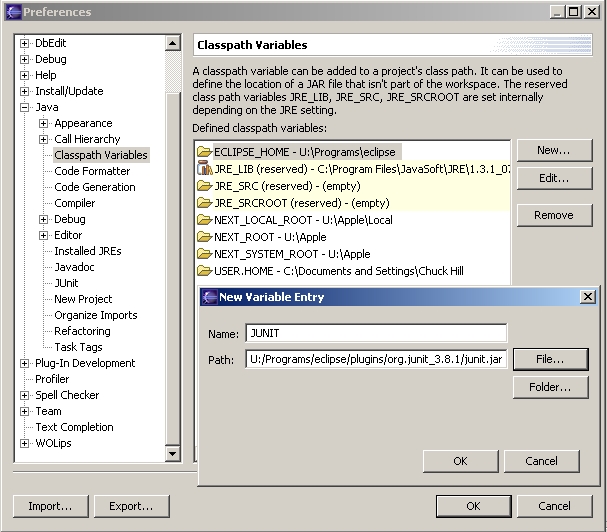 Preferences
DbEdit
Debug
Help
Install/Update
Java
Appearance
Call Hierarchy
Classpath Variables
Code Formatter
Code Generation
Compiler
Debug
Editor
Installed JREs
Javadoc
JUnit
New Project
Organize Imports
Refactoring
Task Tags
Plug-In Development
Profiler
Spell Checker
Team
Text Completion
WOLips
Classpath Variables
A classpath variable can be added to a project's class path. It can be used to
define the location of a JAR file that isn't part of the workspace. The reserved
class path variables JRE_LIB, JRE_SRC, JRE_SRCROOT are set internally
depending on the JRE setting.
Defined classpath variables:
ECLIPSE_HOME - U:\Programs\eclipse
JRE_LIB (reserved) - C:\Program Files\JavaSoft\JRE\1.3.1_07
JRE_SRC (reserved) - (empty)
JRE_SRCROOT (reserved) - (empty)
NEXT_LOCAL_ROOT - U:\Apple\Local
NEXT_ROOT - U:\Apple
NEXT_SYSTEM_ROOT - U:\Apple
USER.HOME - C:\Documents and Settings\Chuck Hill
New...
Edit...
Remove
New Variable Entry
Name: JUNIT
Path: U:/Programs/eclipse/plugins/org.junit_3.8.1/junit.jar
File...
Folder...
OK Cancel
Import... Export... OK Cancel